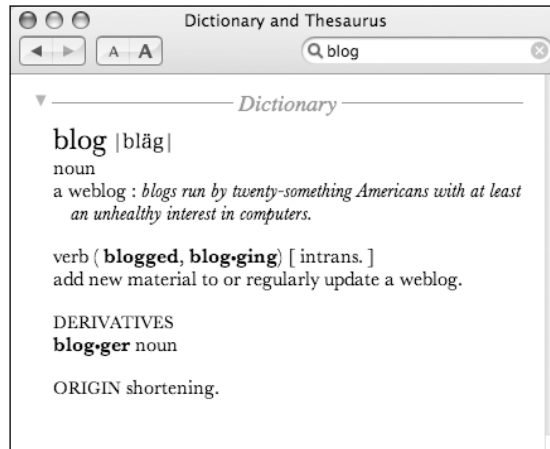 Dictionary and Thesaurus
A A blog
Dictionary
blog |bläg|
noun
a weblog : blogs run by twenty-something Americans with at least
an unhealthy interest in computers.
verb ( blogged, blog•ging) [ intrans. ]
add new material to or regularly update a weblog.
DERIVATIVES
blog•ger noun
ORIGIN shortening.